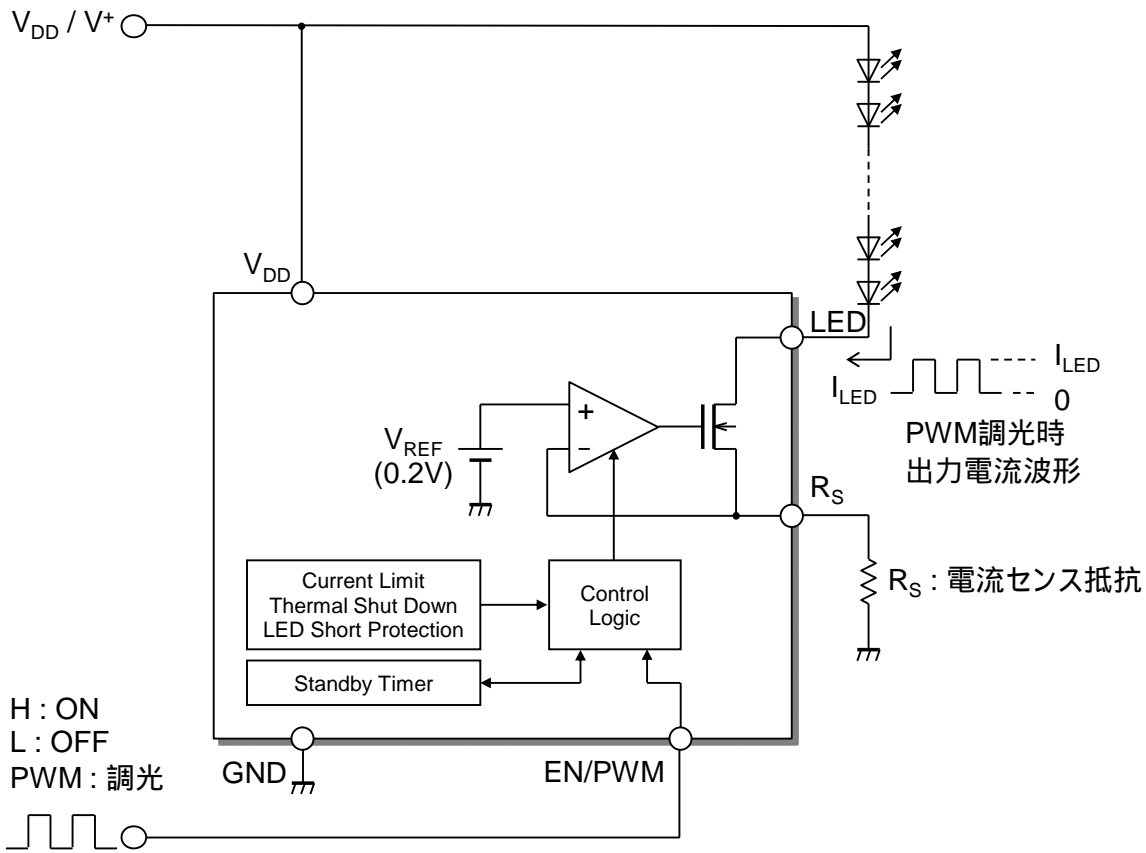 VDD / V+
VDD
LED
ILED
ILED
0
PWM調光時
出力電流波形
+
−
VREF
(0.2V)
RS
RS : 電流センス抵抗
Current Limit
Thermal Shut Down
LED Short Protection
Control
Logic
Standby Timer
H : ON
L : OFF
PWM : 調光
GND
EN/PWM